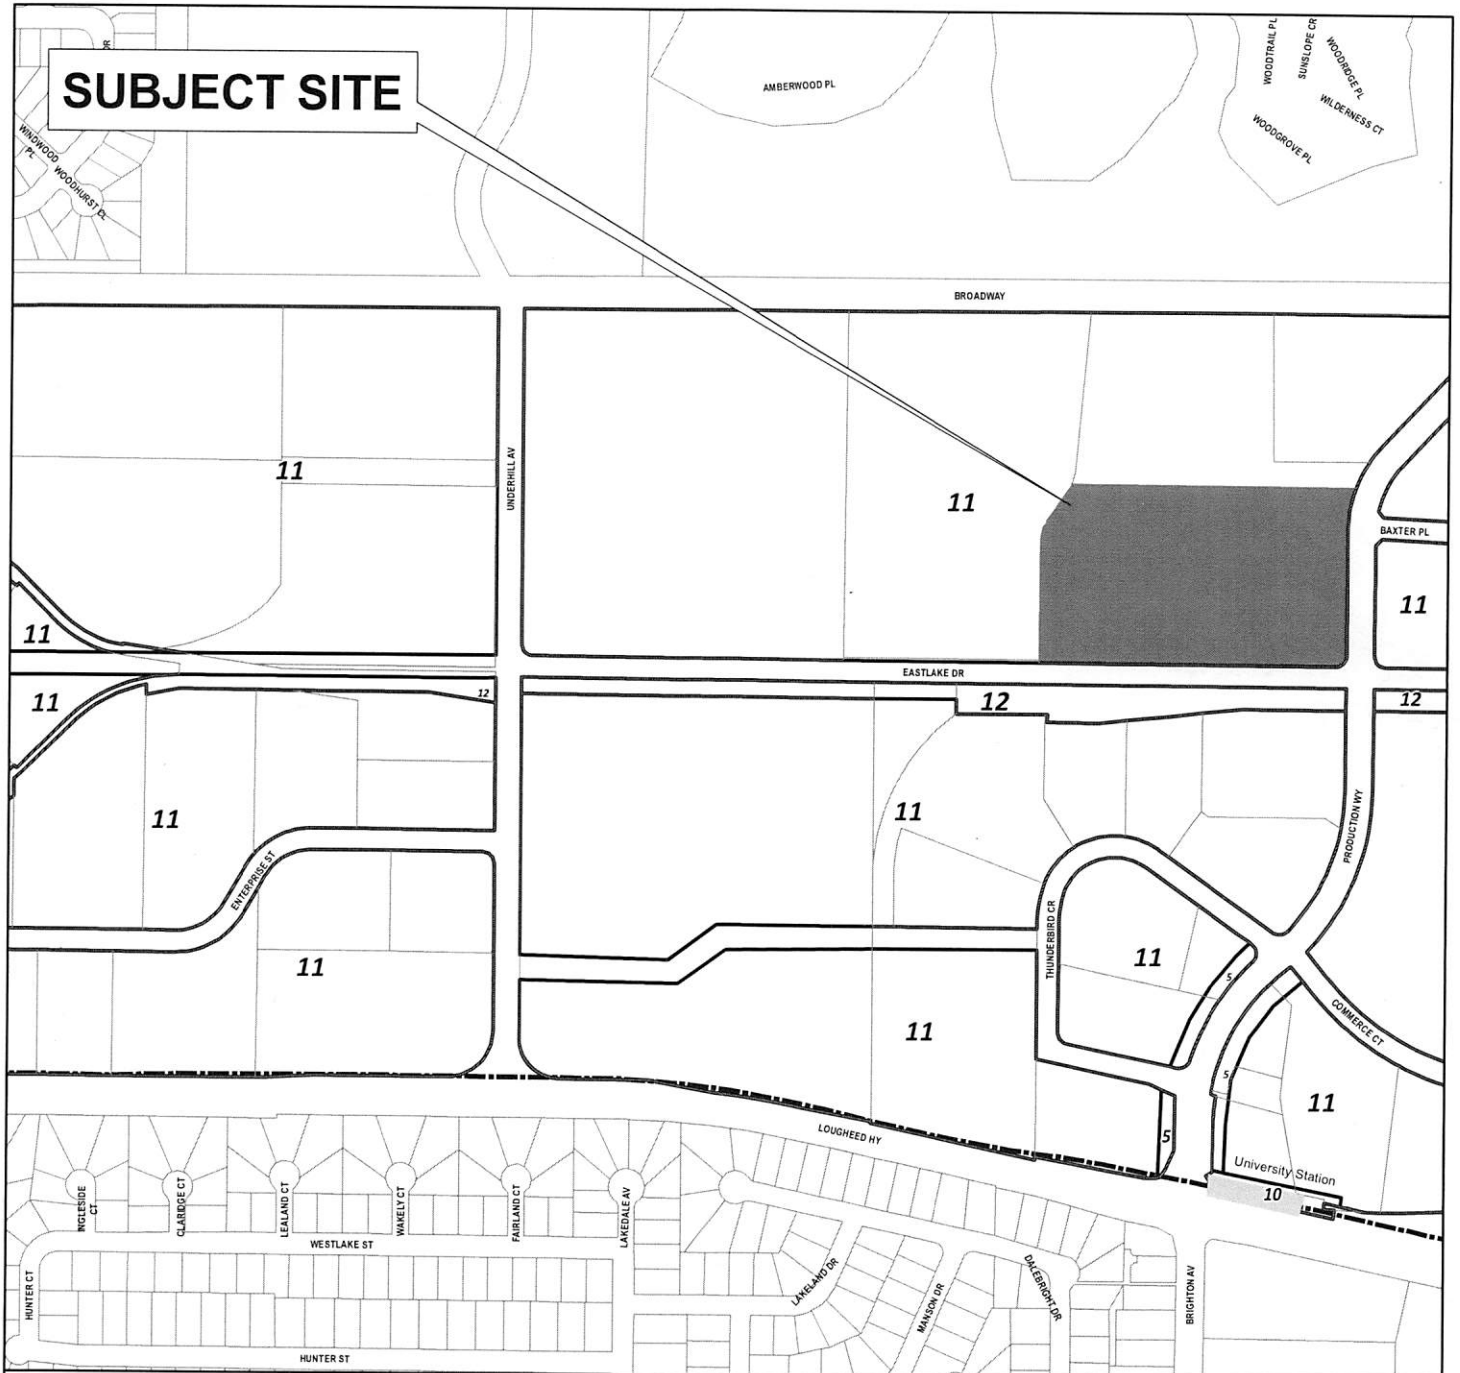 DR
SUBJECT SITE
WINDWOOD
PL
WOODHURST PL
AMBERWOOD PL
WOODTRAIL PL
SUNSLOPE CR
WOODRIDGE PL
WILDERNESS CT
WOODGROVE PL
BROADWAY
11
UNDERHILL AV
11
BAXTER PL
11
11
EASTLAKE DR
11
12
12
12
11
11
ENTERPRISE ST
PRODUCTION WY
THUNDERBIRD CR
11
11
5
COMMERCE CT
11
5
11
LOUGHEED HY
5
University Station
10
INGLESIDE
CT
CLARIDGE CT
LEALAND CT
WAKELY CT
FAIRLAND CT
LAKEDALE AV
WESTLAKE ST
HUNTER CT
LAKELAND DR
MANSON DR
DALEBRIGHT DR
BRIGHTON AV
HUNTER ST